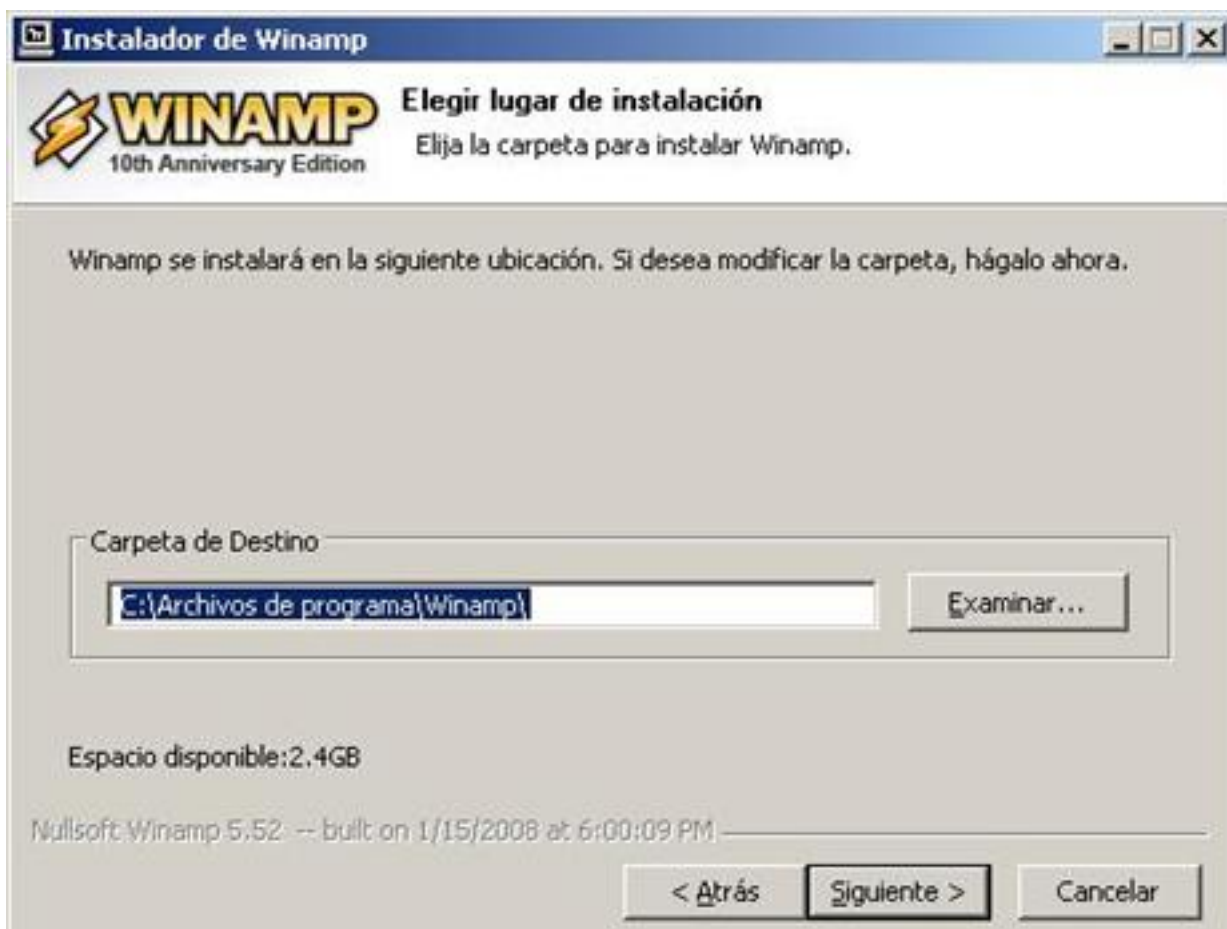 Instalador de Winamp
WINAMP
10th Anniversary Edition
Elegir lugar de instalación
Elija la carpeta para instalar Winamp.
Winamp se instalará en la siguiente ubicación. Si desea modificar la carpeta, hágalo ahora.
Carpeta de Destino
C:\Archivos de programa\Winamp\
Examinar...
Espacio disponible:2.4GB
Nullsoft Winamp 5.52 -- built on 1/15/2008 at 6:00:09 PM
< Atrás
Siguiente >
Cancelar